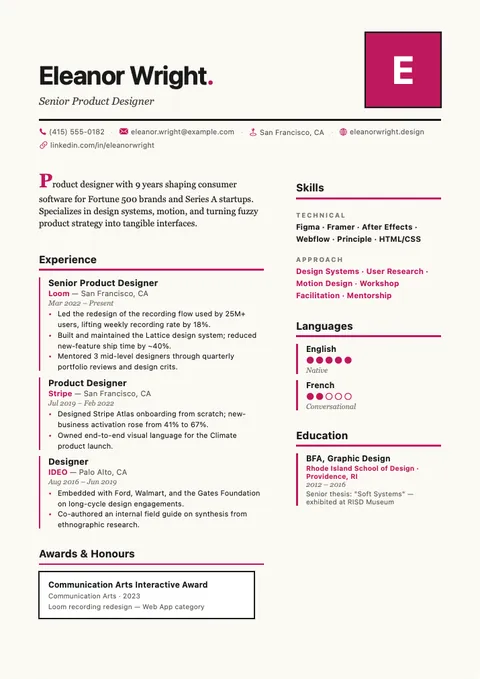 E
Eleanor Wright.
Senior Product Designer
(415) 555-0182 · eleanor.wright@example.com · San Francisco, CA · eleanorwright.design
linkedin.com/in/eleanorwright
Product designer with 9 years shaping consumer
software for Fortune 500 brands and Series A startups.
Specializes in design systems, motion, and turning fuzzy
product strategy into tangible interfaces.
Experience
Senior Product Designer
Loom — San Francisco, CA
Mar 2022 – Present
• Led the redesign of the recording flow used by 25M+
users, lifting weekly recording rate by 18%.
• Built and maintained the Lattice design system; reduced
new-feature ship time by ~40%.
• Mentored 3 mid-level designers through quarterly
portfolio reviews and design crits.
Product Designer
Stripe — San Francisco, CA
Jul 2019 – Feb 2022
• Designed Stripe Atlas onboarding from scratch; new-
business activation rose from 41% to 67%.
• Owned end-to-end visual language for the Climate
product launch.
Designer
IDEO — Palo Alto, CA
Aug 2016 – Jun 2019
• Embedded with Ford, Walmart, and the Gates Foundation
on long-cycle design engagements.
• Co-authored an internal field guide on synthesis from
ethnographic research.
Awards & Honours
Communication Arts Interactive Award
Communication Arts · 2023
Loom recording redesign — Web App category
Skills
TECHNICAL
Figma · Framer · After Effects ·
Webflow · Principle · HTML/CSS
APPROACH
Design Systems · User Research ·
Motion Design · Workshop
Facilitation · Mentorship
Languages
English
Native
French
Conversational
Education
BFA, Graphic Design
Rhode Island School of Design ·
Providence, RI
2012 – 2016
Senior thesis: "Soft Systems" —
exhibited at RISD Museum